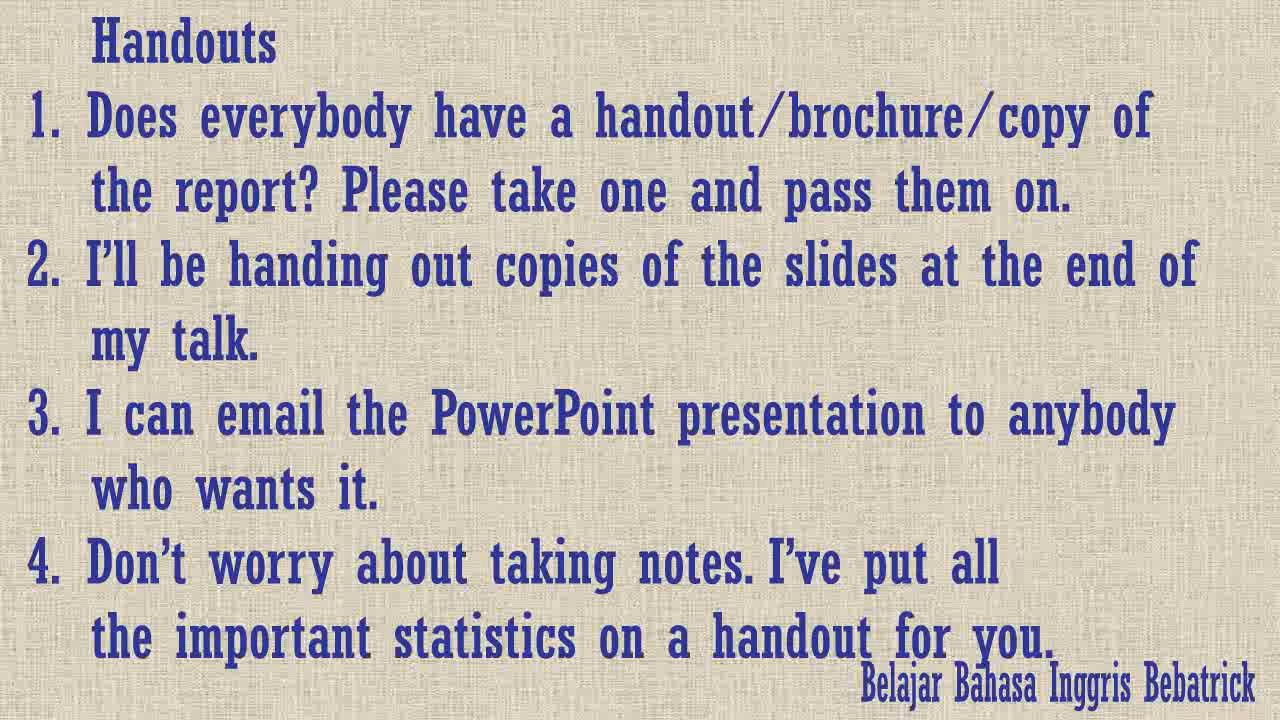 Handouts
1. Does everybody have a handout/brochure/copy of
the report? Please take one and pass them on.
2. I'll be handing out copies of the slides at the end of
my talk.
3. I can email the PowerPoint presentation to anybody
who wants it.
4. Don't worry about taking notes. I've put all
the important statistics on a handout for you.
Belajar Bahasa Inggris Bebatrick